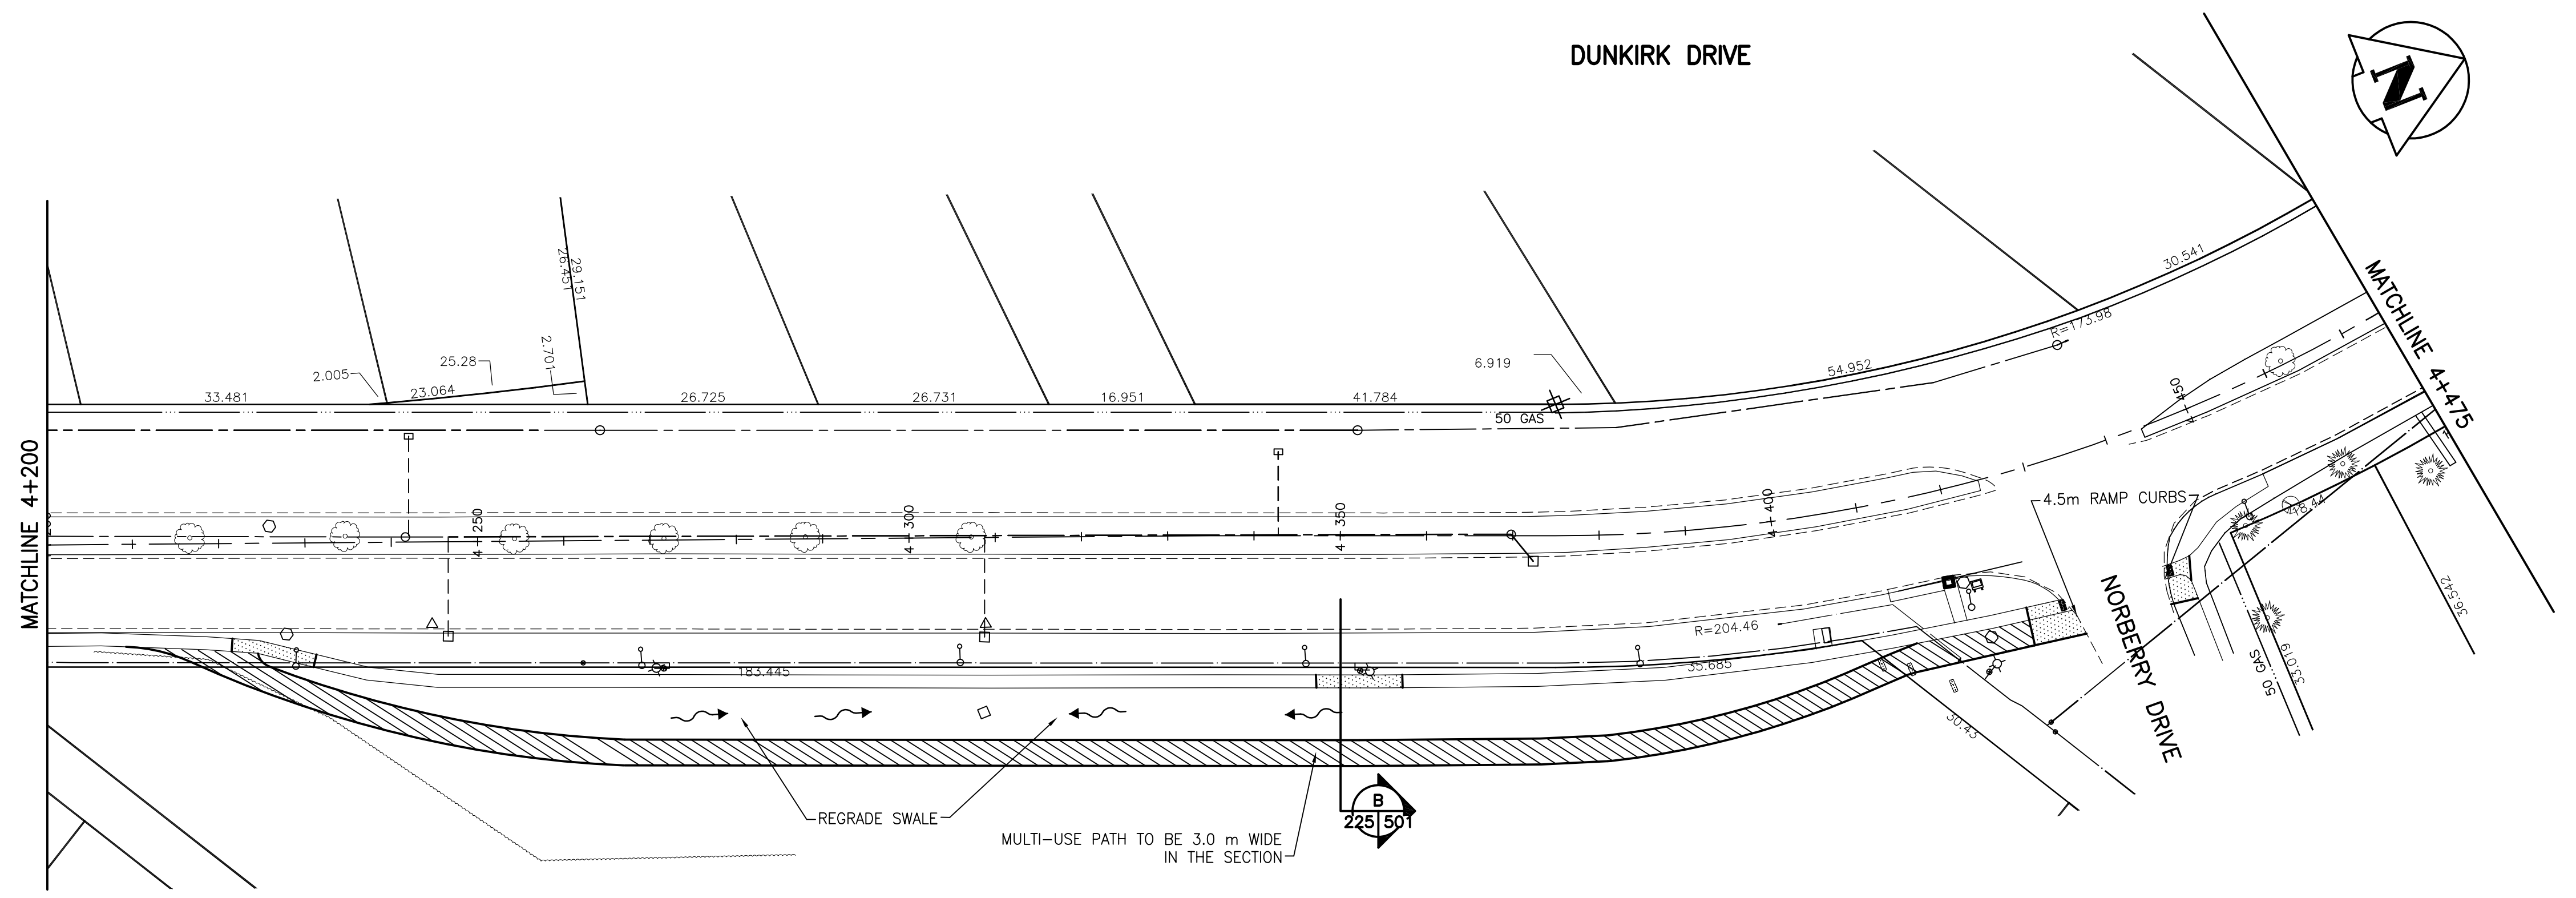 DUNKIRK DRIVE
N
MATCHLINE 4+200
MATCHLINE 4+475
33.481
2.005
25.28
23.064
26.451
29.151
2.701
26.725
26.731
16.951
41.784
6.919
50 GAS
54.952
R=173.98
30.541
4+250
4+300
4+350
4+400
4+450
4.5m RAMP CURBS
18.44
36.542
33.019
50 GAS
NORBERRY DRIVE
30.43
R=204.46
35.685
183.445
REGRADE SWALE
MULTI-USE PATH TO BE 3.0 m WIDE
IN THE SECTION
B
225 501